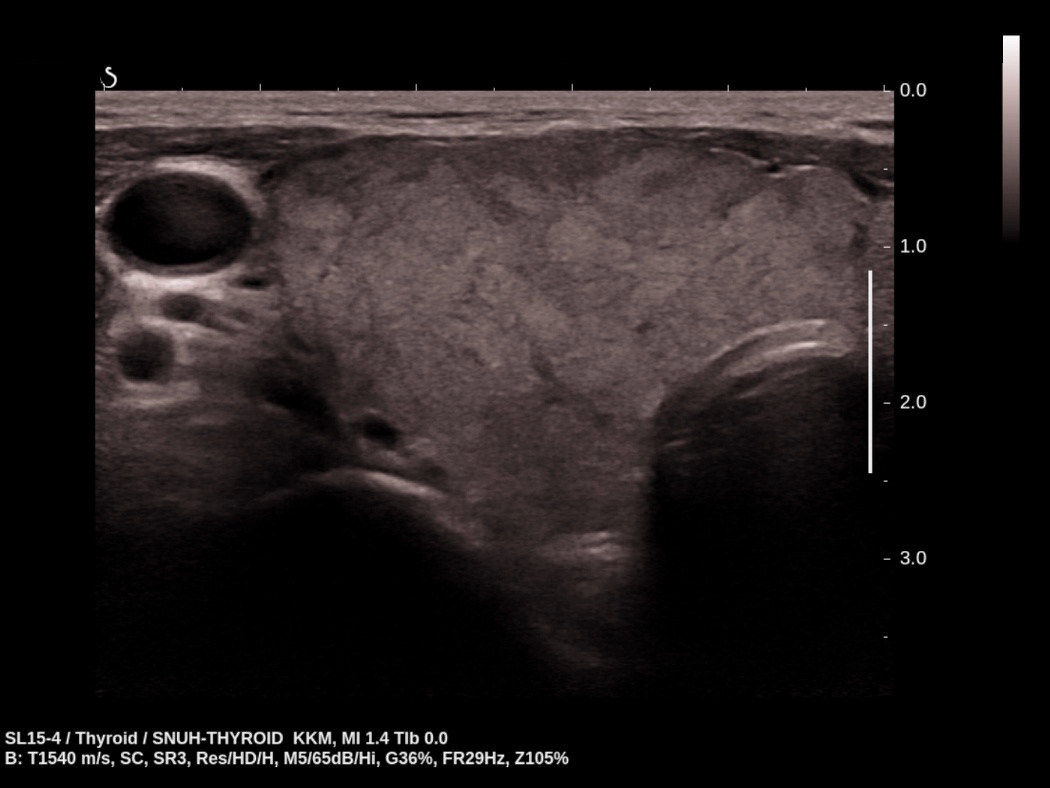 S
0.0
1.0
2.0
3.0
SL15-4 / Thyroid / SNUH-THYROID KKM, MI 1.4 TIb 0.0
B: T1540 m/s, SC, SR3, Res/HD/H, M5/65dB/Hi, G36%, FR29Hz, Z105%